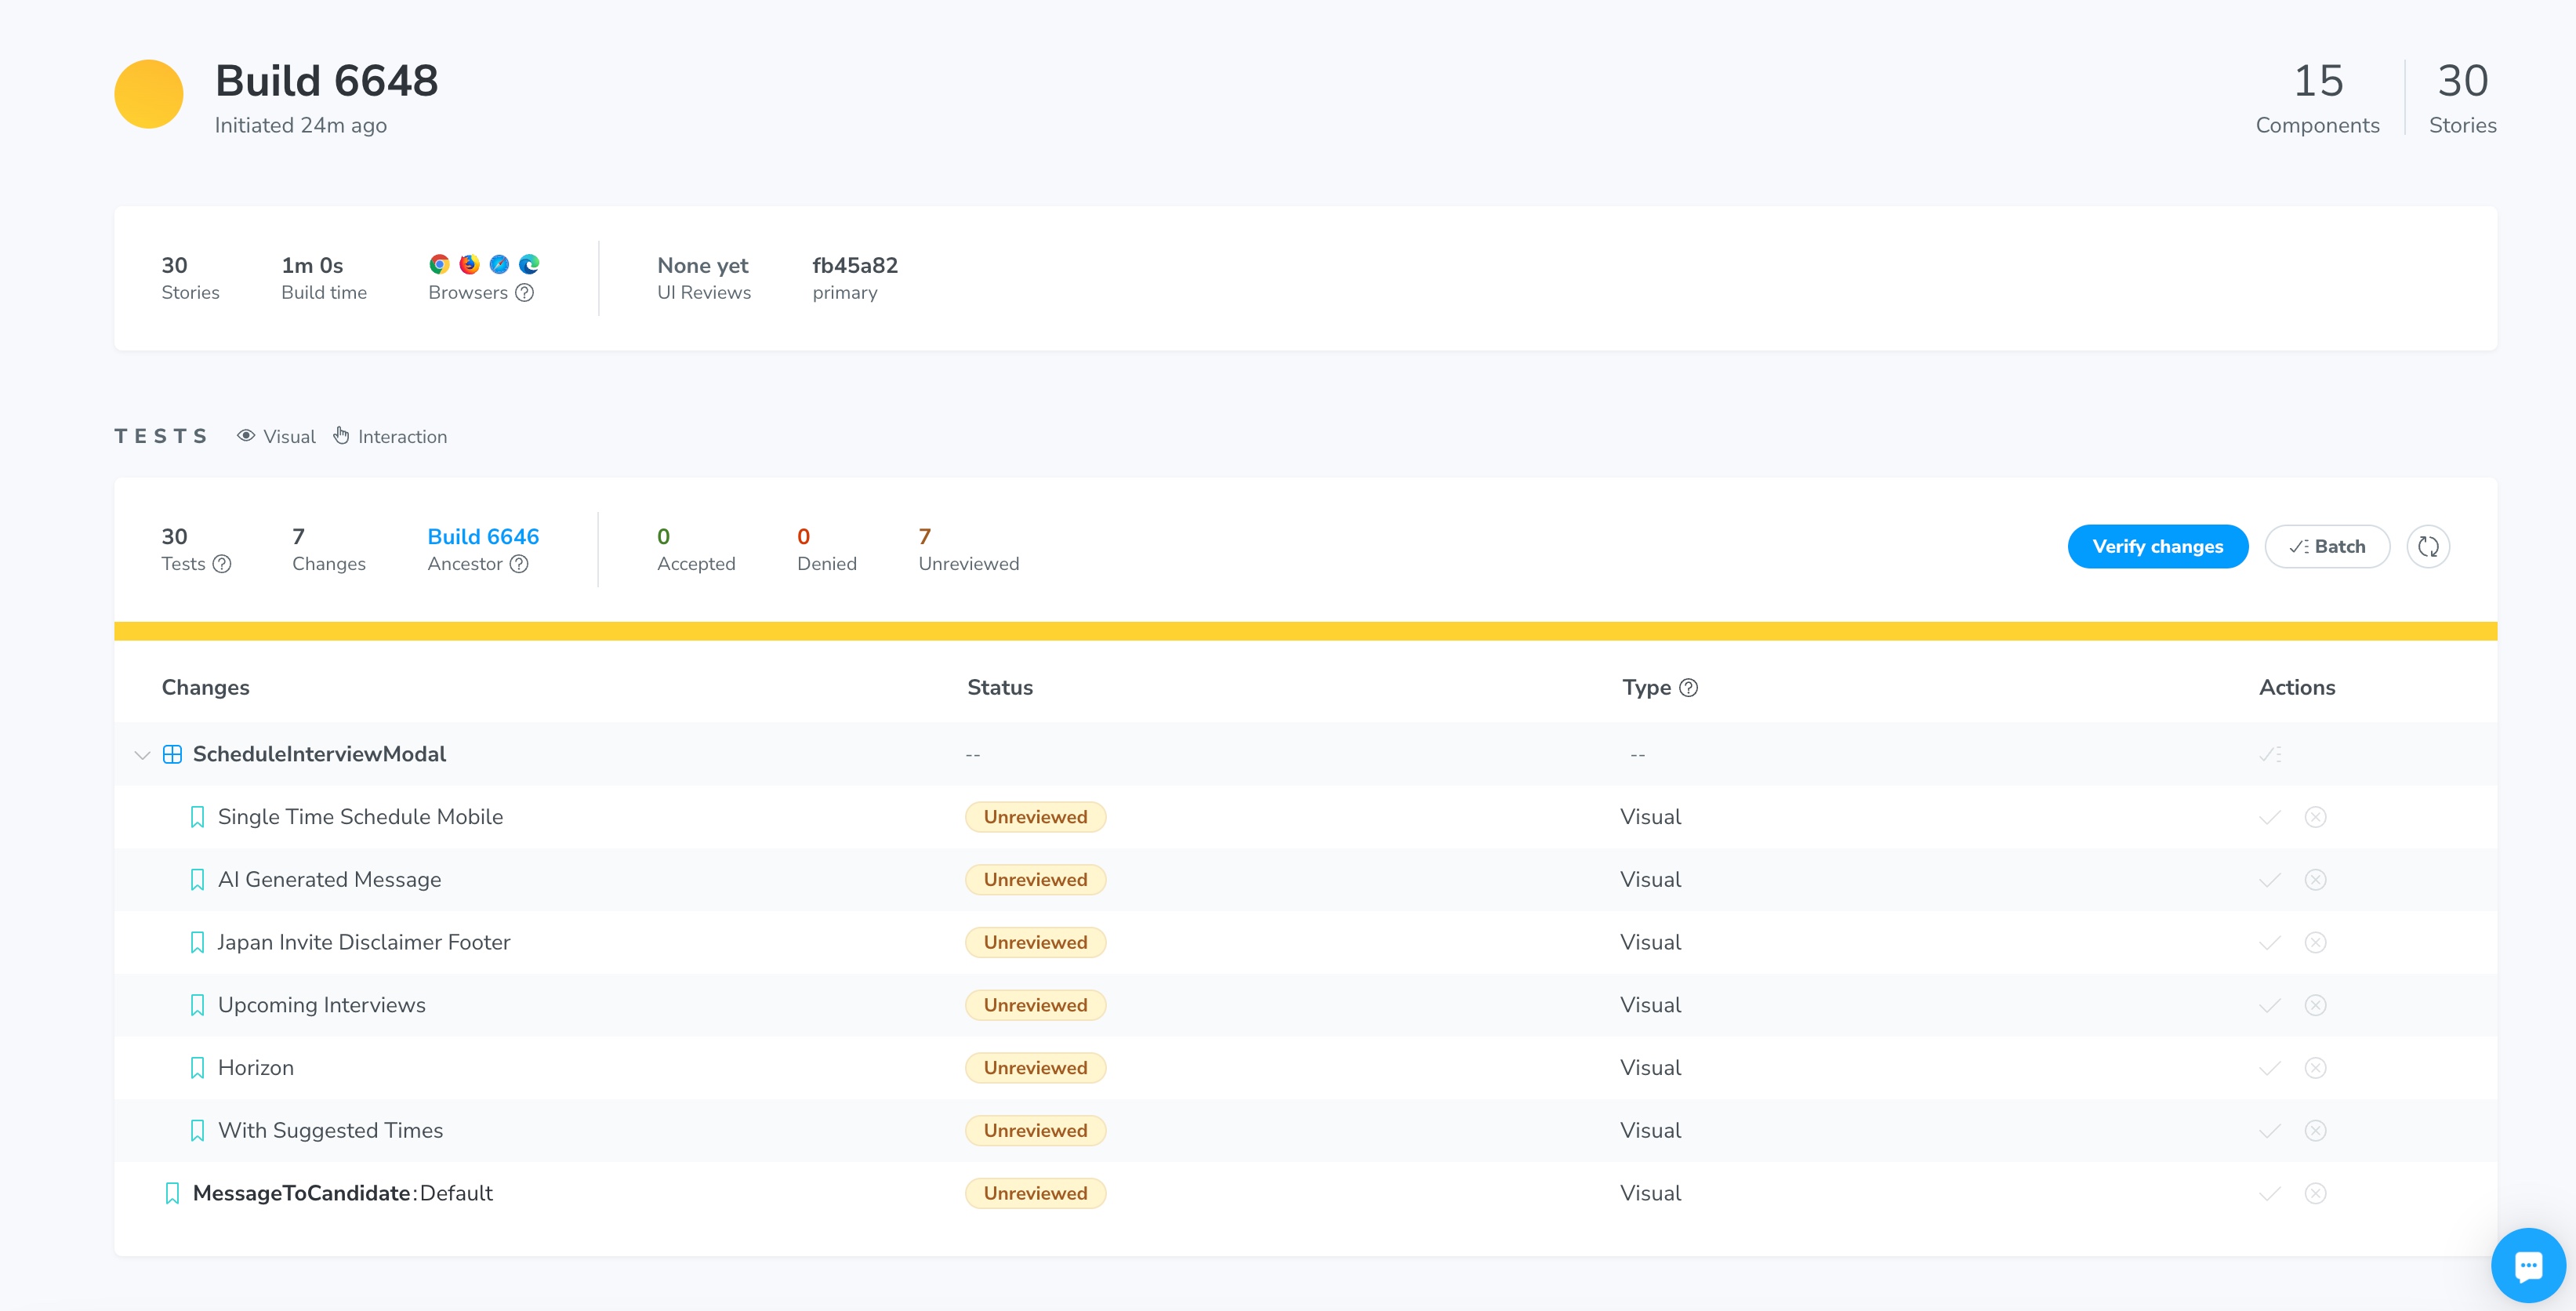 Build 6648
Initiated 24m ago
15
Components
30
Stories
30
Stories
1m 0s
Build time
Browsers
None yet
UI Reviews
fb45a82
primary
TESTS Visual Interaction
30
Tests
7
Changes
Build 6646
Ancestor
0
Accepted
0
Denied
7
Unreviewed
Verify changes
Batch
Changes Status Type Actions
ScheduleInterviewModal -- --
Single Time Schedule Mobile Unreviewed Visual
AI Generated Message Unreviewed Visual
Japan Invite Disclaimer Footer Unreviewed Visual
Upcoming Interviews Unreviewed Visual
Horizon Unreviewed Visual
With Suggested Times Unreviewed Visual
MessageToCandidate:Default Unreviewed Visual